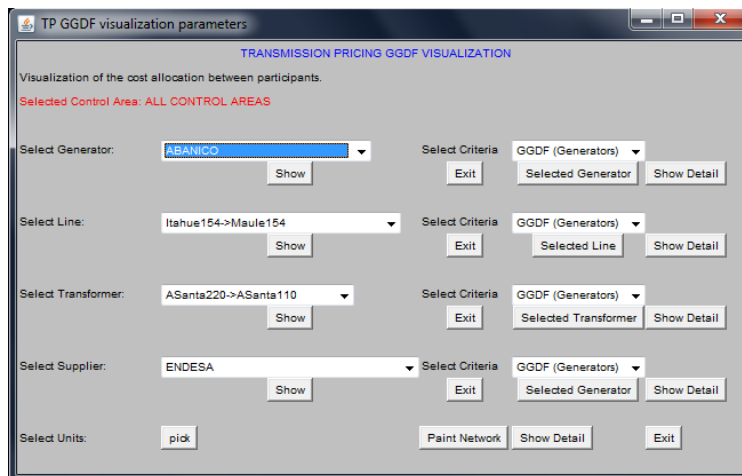 TP GGDF visualization parameters
TRANSMISSION PRICING GGDF VISUALIZATION
Visualization of the cost allocation between participants.
Selected Control Area: ALL CONTROL AREAS
Select Generator: ABANICO Select Criteria GGDF (Generators)
Show Exit Selected Generator Show Detail
Select Line: Itahue154->Maule154 Select Criteria GGDF (Generators)
Show Exit Selected Line Show Detail
Select Transformer: ASanta220->ASanta110 Select Criteria GGDF (Generators)
Show Exit Selected Transformer Show Detail
Select Supplier: ENDESA Select Criteria GGDF (Generators)
Show Exit Selected Generator Show Detail
Select Units: pick Paint Network Show Detail Exit